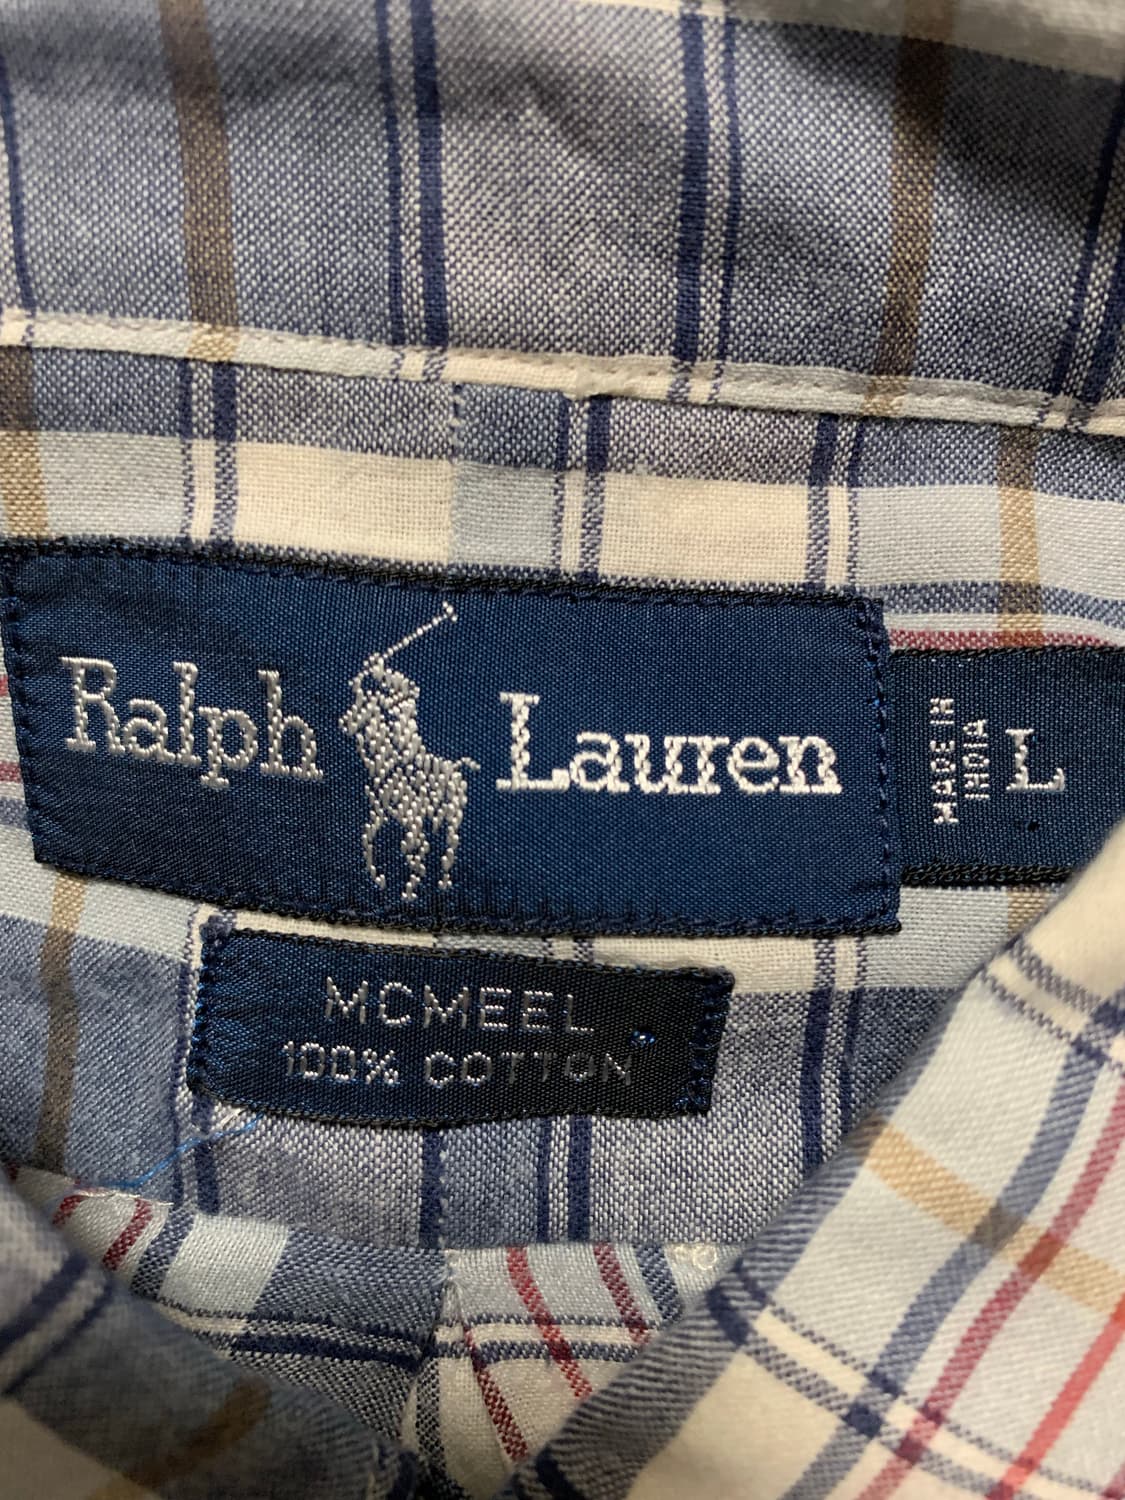 Ralph Lauren
MADE IN
INDIA
L
MCMEEL
100% COTTON